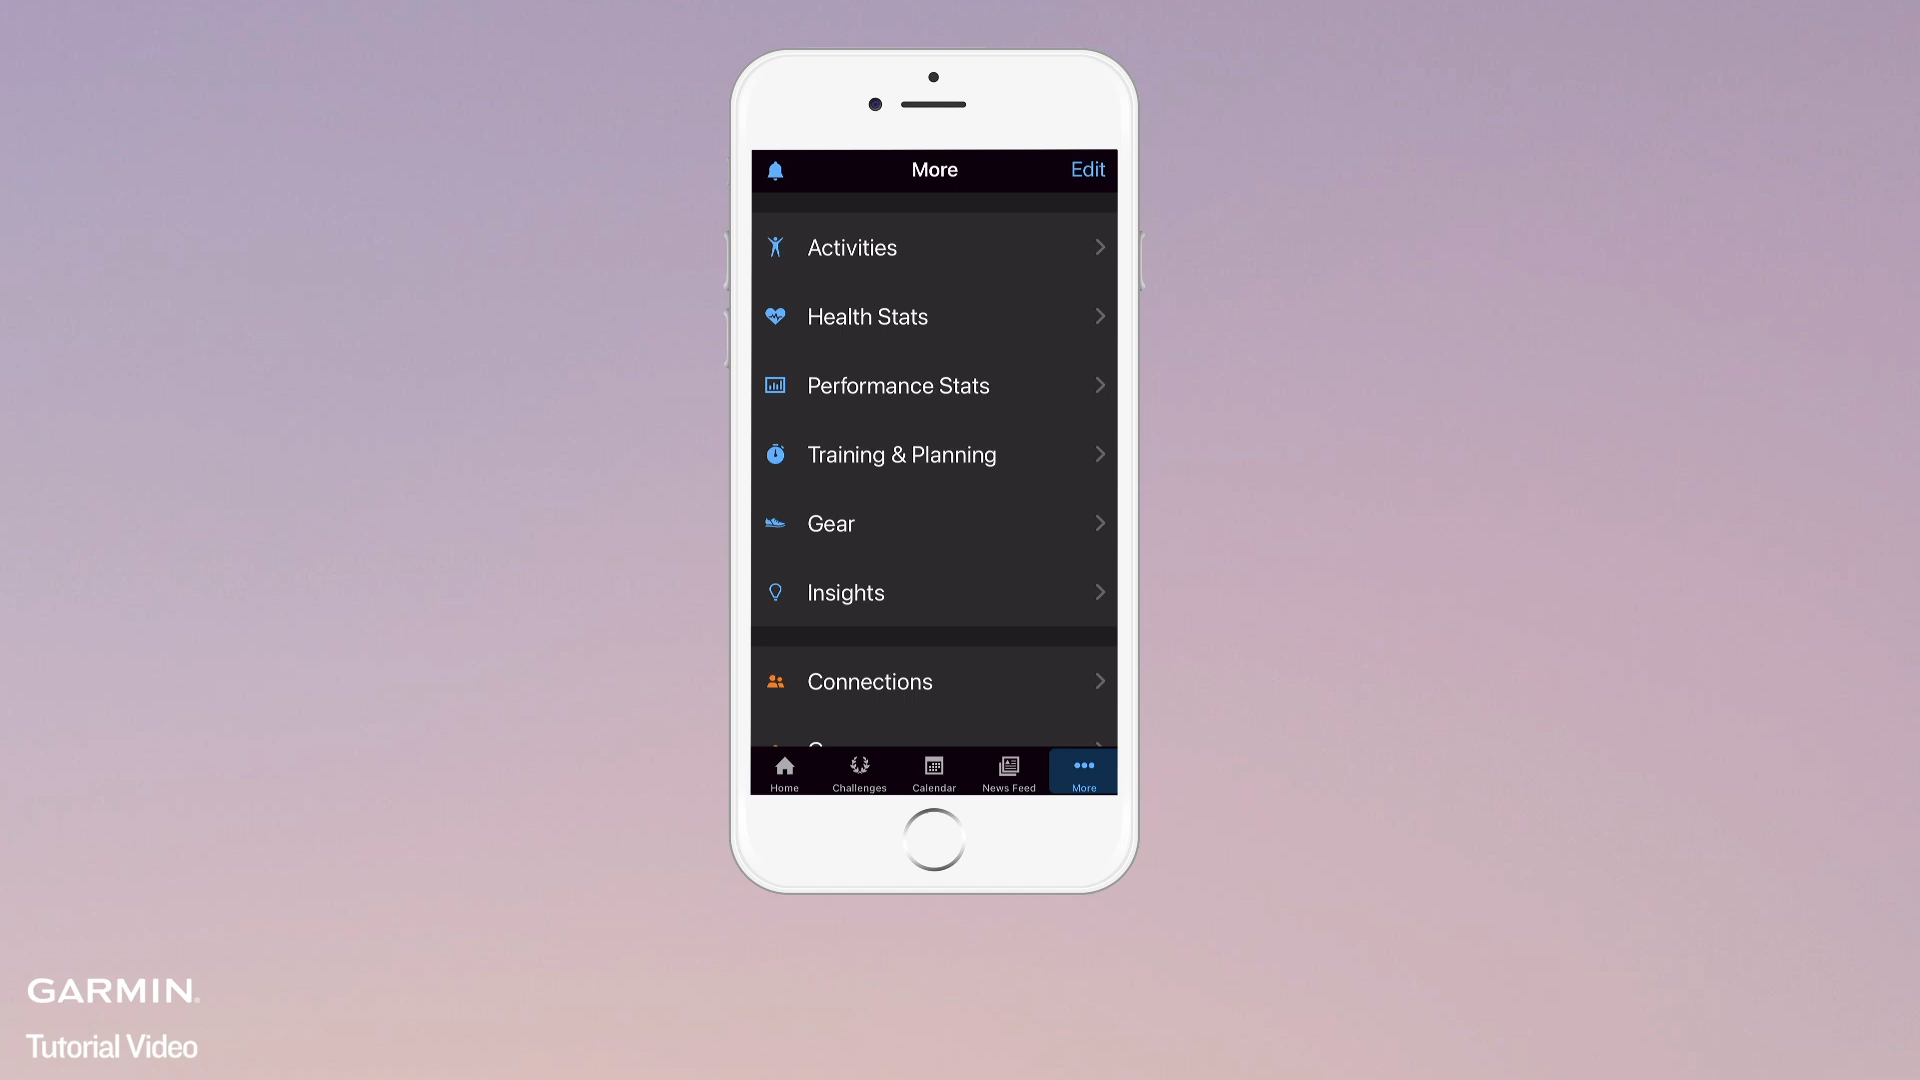 More
Edit
Activities
Health Stats
Performance Stats
Training & Planning
Gear
Insights
Connections
Home
Challenges
Calendar
News Feed
More
GARMIN.
Tutorial Video